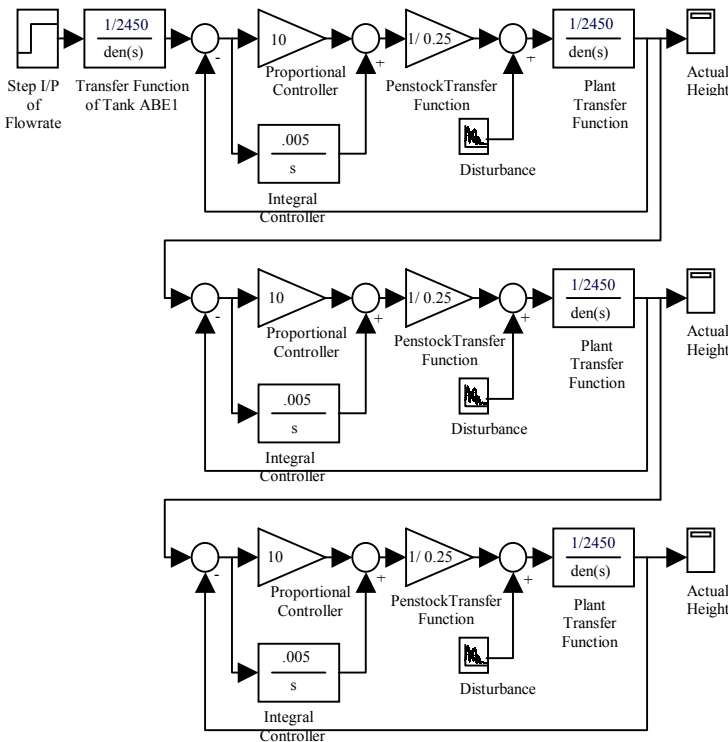 1/2450
den(s)
-
10
+
1/ 0.25
+
1/2450
den(s)
Step I/P
of
Flowrate
Transfer Function
of Tank ABE1
Proportional
Controller
PenstockTransfer
Function
Plant
Transfer
Function
Actual
Height
.005
s
Disturbance
Integral
Controller
-
10
+
1/ 0.25
+
1/2450
den(s)
Proportional
Controller
PenstockTransfer
Function
Plant
Transfer
Function
Actual
Height
.005
s
Disturbance
Integral
Controller
-
10
+
1/ 0.25
+
1/2450
den(s)
Proportional
Controller
PenstockTransfer
Function
Plant
Transfer
Function
Actual
Height
.005
s
Disturbance
Integral
Controller